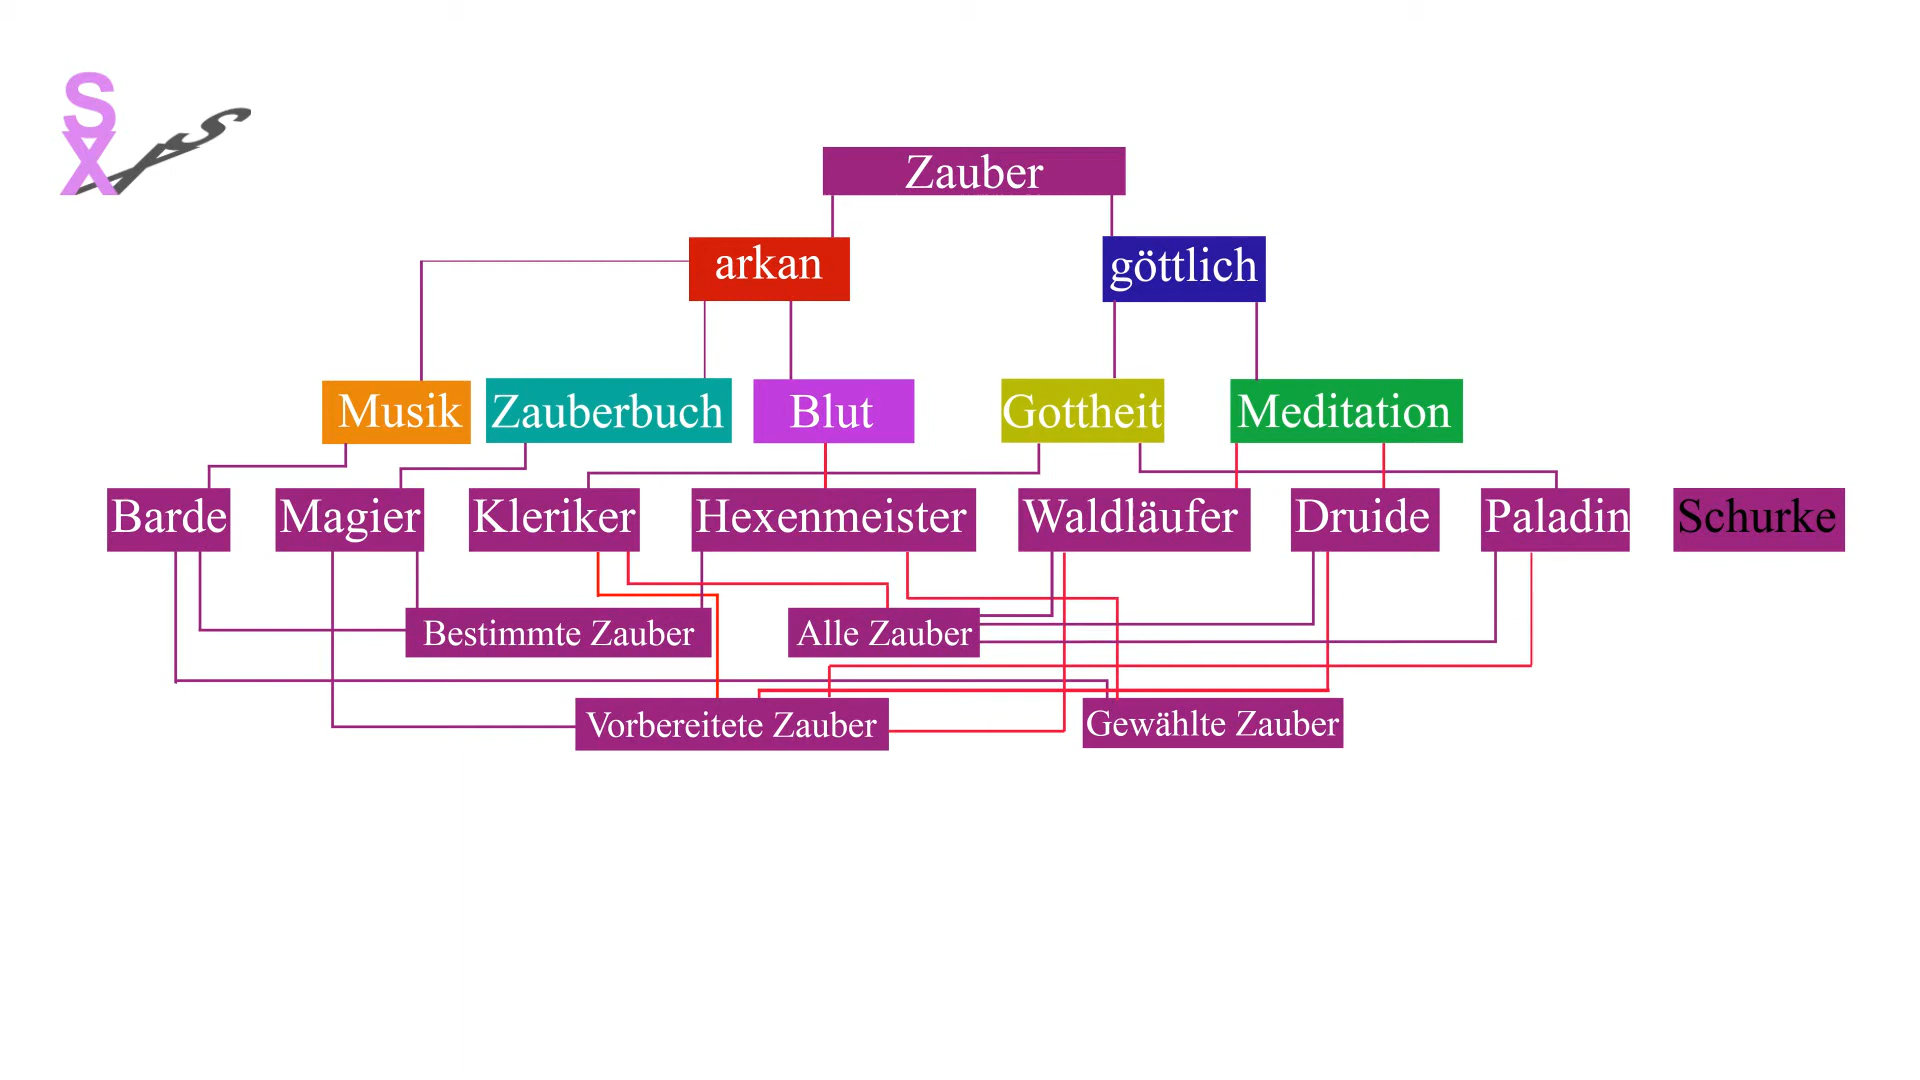 SX
Zauber
arkan
göttlich
Musik
Zauberbuch
Blut
Gottheit
Meditation
Barde
Magier
Kleriker
Hexenmeister
Waldläufer
Druide
Paladin
Schurke
Bestimmte Zauber
Alle Zauber
Vorbereitete Zauber
Gewählte Zauber